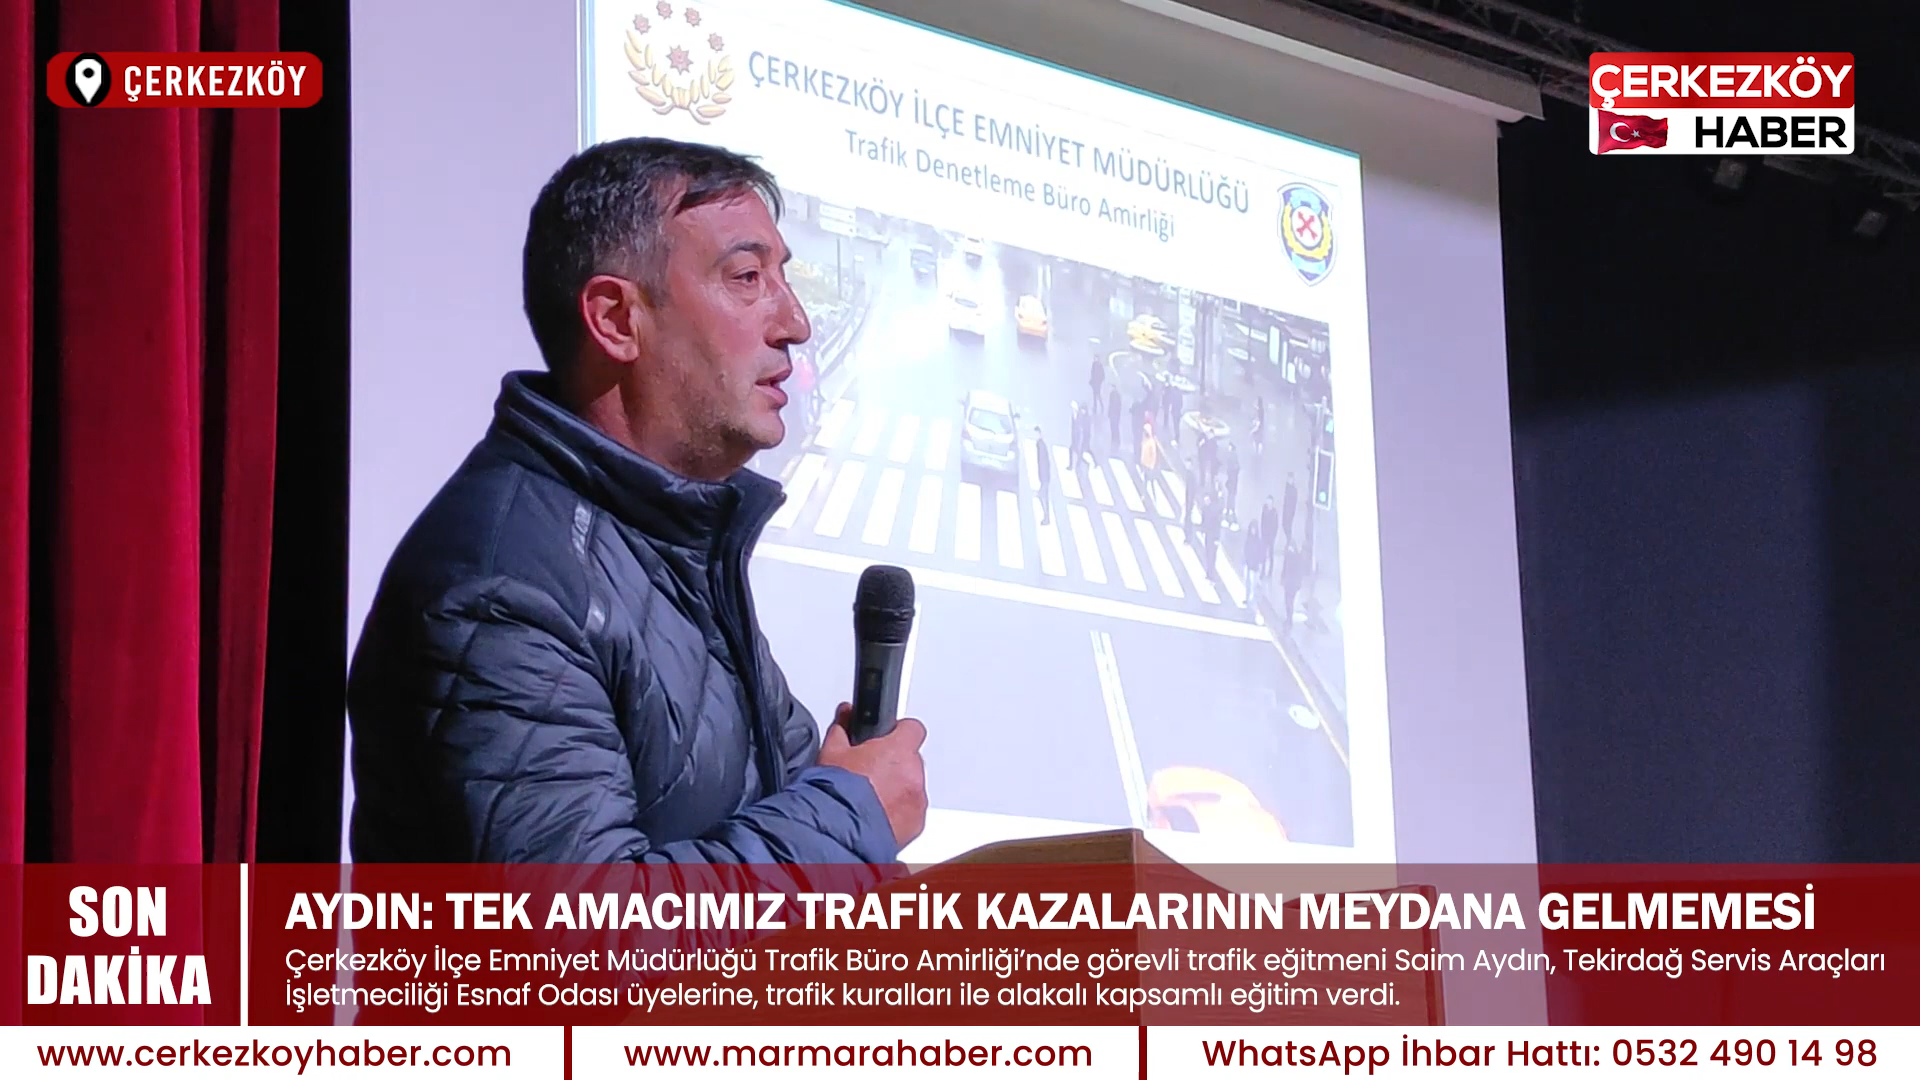 ÇERKEZKÖY
ÇERKEZKÖY
HABER
ÇERKEZKÖY İLÇE EMNİYET MÜDÜRLÜĞÜ
Trafik Denetleme Büro Amirliği
SON
DAKİKA
AYDIN: TEK AMACIMIZ TRAFİK KAZALARININ MEYDANA GELMEMESİ
Çerkezköy İlçe Emniyet Müdürlüğü Trafik Büro Amirliği’nde görevli trafik eğitmeni Saim Aydın, Tekirdağ Servis Araçları
İşletmeciliği Esnaf Odası üyelerine, trafik kuralları ile alakalı kapsamlı eğitim verdi.
www.cerkezkoyhaber.com
www.marmarahaber.com
WhatsApp İhbar Hattı: 0532 490 14 98